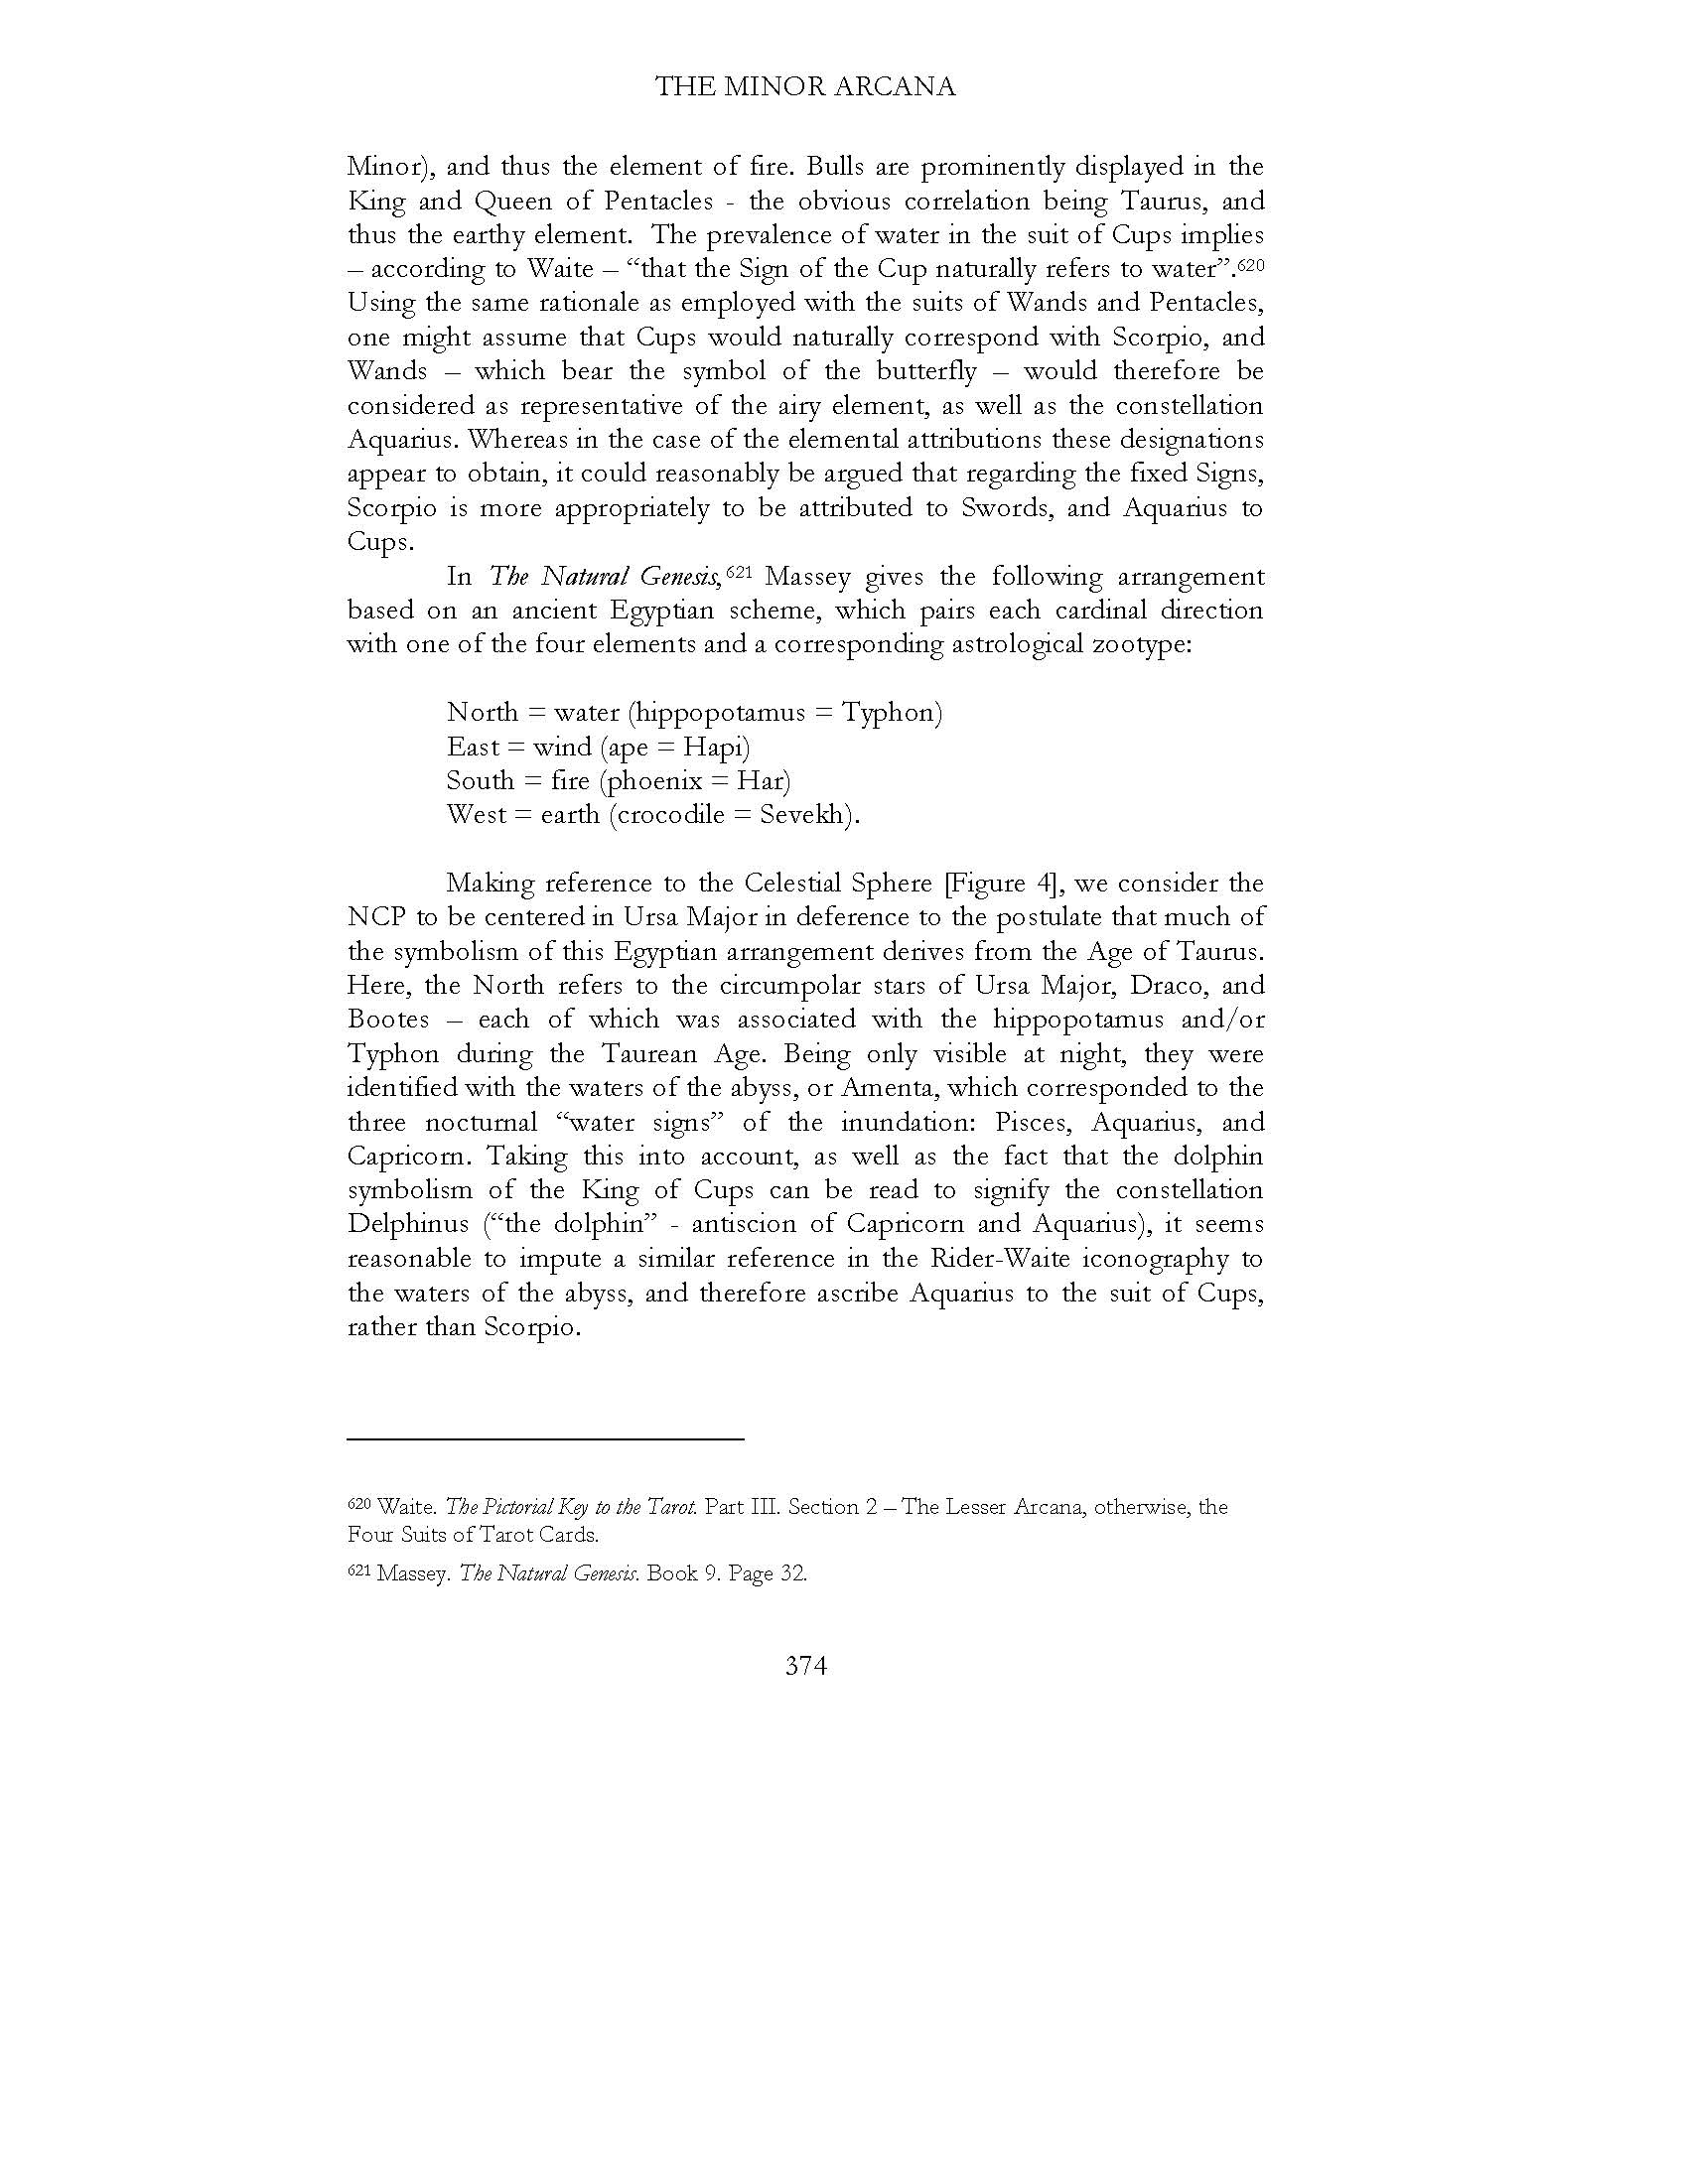 THE MINOR ARCANA
Minor), and thus the element of fire. Bulls are prominently displayed in the
King and Queen of Pentacles - the obvious correlation being Taurus, and
thus the earthy element.  The prevalence of water in the suit of Cups implies
– according to Waite – “that the Sign of the Cup naturally refers to water”.620
Using the same rationale as employed with the suits of Wands and Pentacles,
one might assume that Cups would naturally correspond with Scorpio, and
Wands – which bear the symbol of the butterfly – would therefore be
considered as representative of the airy element, as well as the constellation
Aquarius. Whereas in the case of the elemental attributions these designations
appear to obtain, it could reasonably be argued that regarding the fixed Signs,
Scorpio is more appropriately to be attributed to Swords, and Aquarius to
Cups.
In The Natural Genesis,621 Massey gives the following arrangement
based on an ancient Egyptian scheme, which pairs each cardinal direction
with one of the four elements and a corresponding astrological zootype:
North = water (hippopotamus = Typhon)
East = wind (ape = Hapi)
South = fire (phoenix = Har)
West = earth (crocodile = Sevekh).
Making reference to the Celestial Sphere [Figure 4], we consider the
NCP to be centered in Ursa Major in deference to the postulate that much of
the symbolism of this Egyptian arrangement derives from the Age of Taurus.
Here, the North refers to the circumpolar stars of Ursa Major, Draco, and
Bootes – each of which was associated with the hippopotamus and/or
Typhon during the Taurean Age. Being only visible at night, they were
identified with the waters of the abyss, or Amenta, which corresponded to the
three nocturnal “water signs” of the inundation: Pisces, Aquarius, and
Capricorn. Taking this into account, as well as the fact that the dolphin
symbolism of the King of Cups can be read to signify the constellation
Delphinus (“the dolphin” - antiscion of Capricorn and Aquarius), it seems
reasonable to impute a similar reference in the Rider-Waite iconography to
the waters of the abyss, and therefore ascribe Aquarius to the suit of Cups,
rather than Scorpio.
620 Waite. The Pictorial Key to the Tarot. Part III. Section 2 – The Lesser Arcana, otherwise, the
Four Suits of Tarot Cards.
621 Massey. The Natural Genesis. Book 9. Page 32.
374